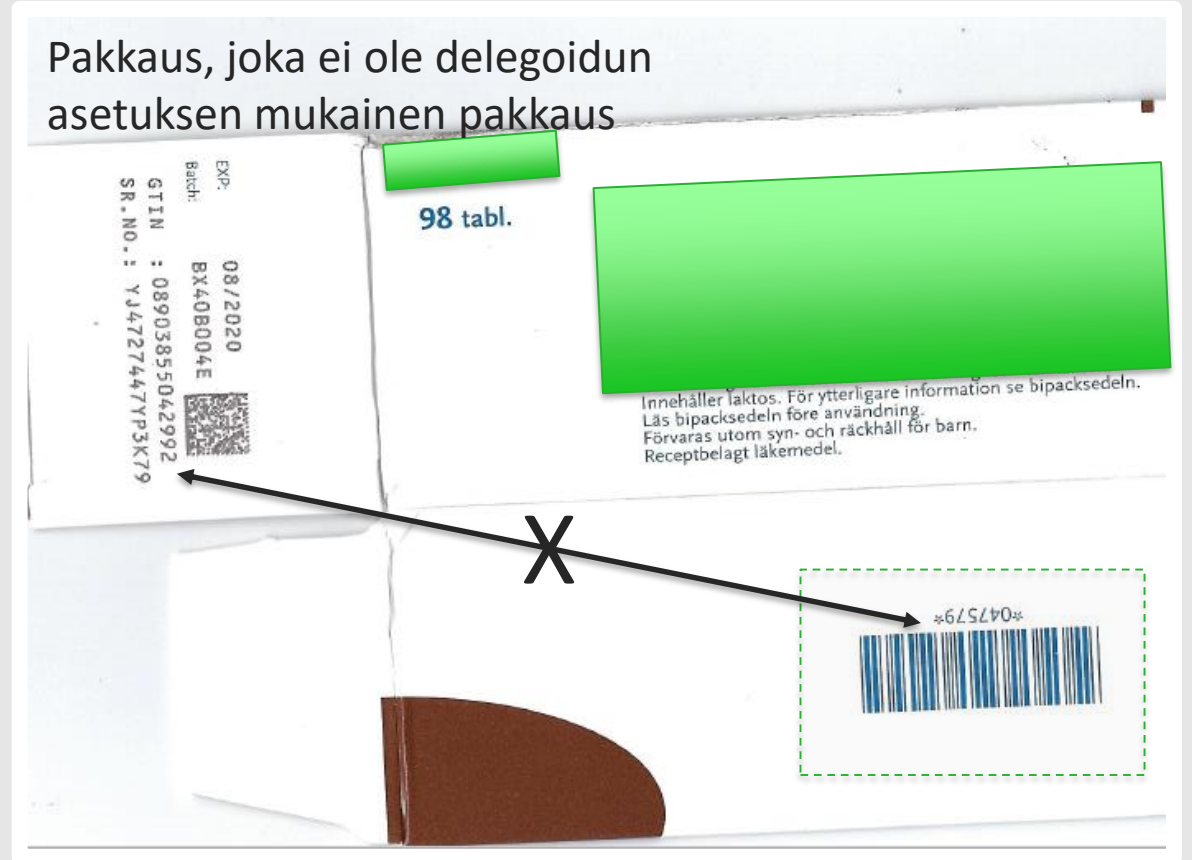 Pakkaus, joka ei ole delegoidun
asetuksen mukainen pakkaus
EXP: 08/2020
Batch: BX40B004E
GTIN : 08903855042992
SR.NO.: YJ4727447YP3K79
98 tabl.
Innehåller laktos. För ytterligare information se bipacksedeln.
Läs bipacksedeln före användning.
Förvaras utom syn- och räckhåll för barn.
Receptbelagt läkemedel.
X
*047579*